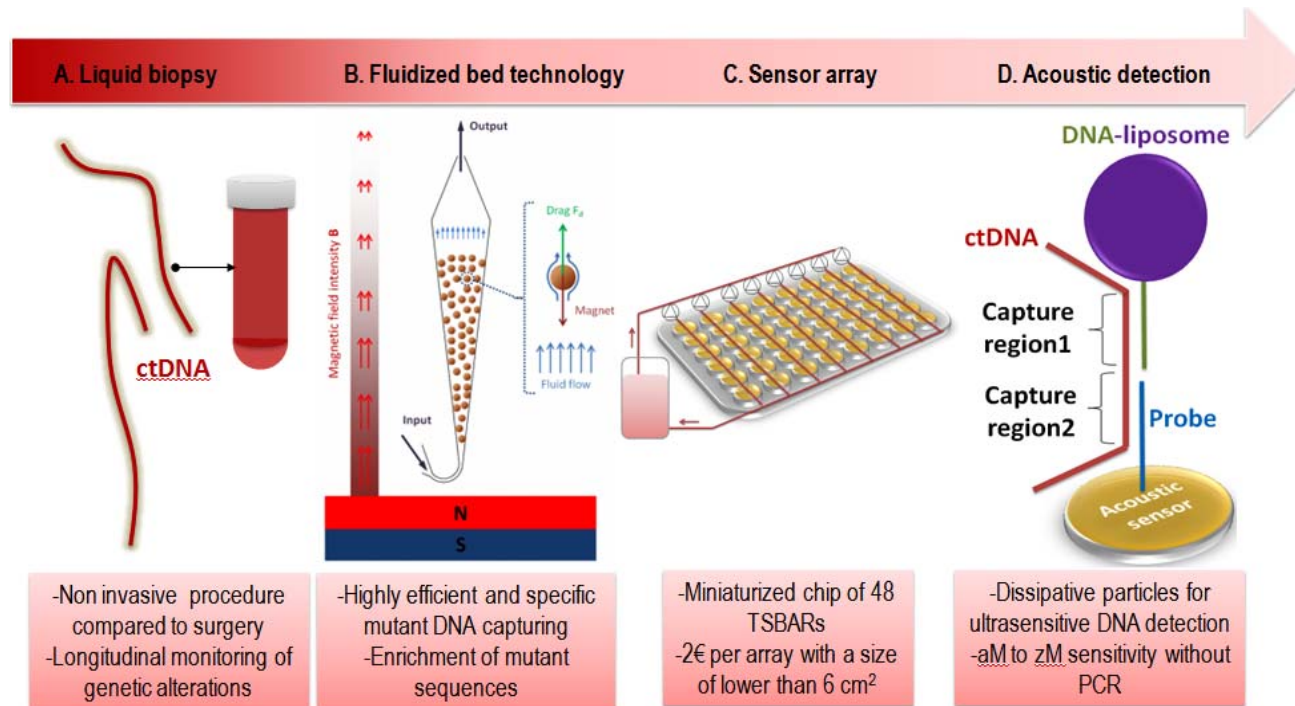 A. Liquid biopsy
B. Fluidized bed technology
C. Sensor array
D. Acoustic detection
ctDNA
Magnetic field intensity B
Output
Drag Fd
Magnet
Fluid flow
Input
N
S
DNA-liposome
ctDNA
Capture
region1
Capture
region2
Probe
Acoustic
sensor
-Non invasive procedure
compared to surgery
-Longitudinal monitoring of
genetic alterations
-Highly efficient and specific
mutant DNA capturing
-Enrichment of mutant
sequences
-Miniaturized chip of 48
TSBARs
-2€ per array with a size
of lower than 6 cm²
-Dissipative particles for
ultrasensitive DNA detection
-aM to zM sensitivity without
PCR